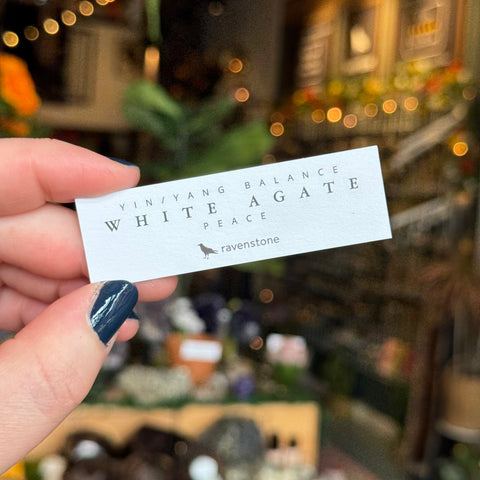 YIN/YANG BALANCE
WHITE AGATE
PEACE
ravenstone